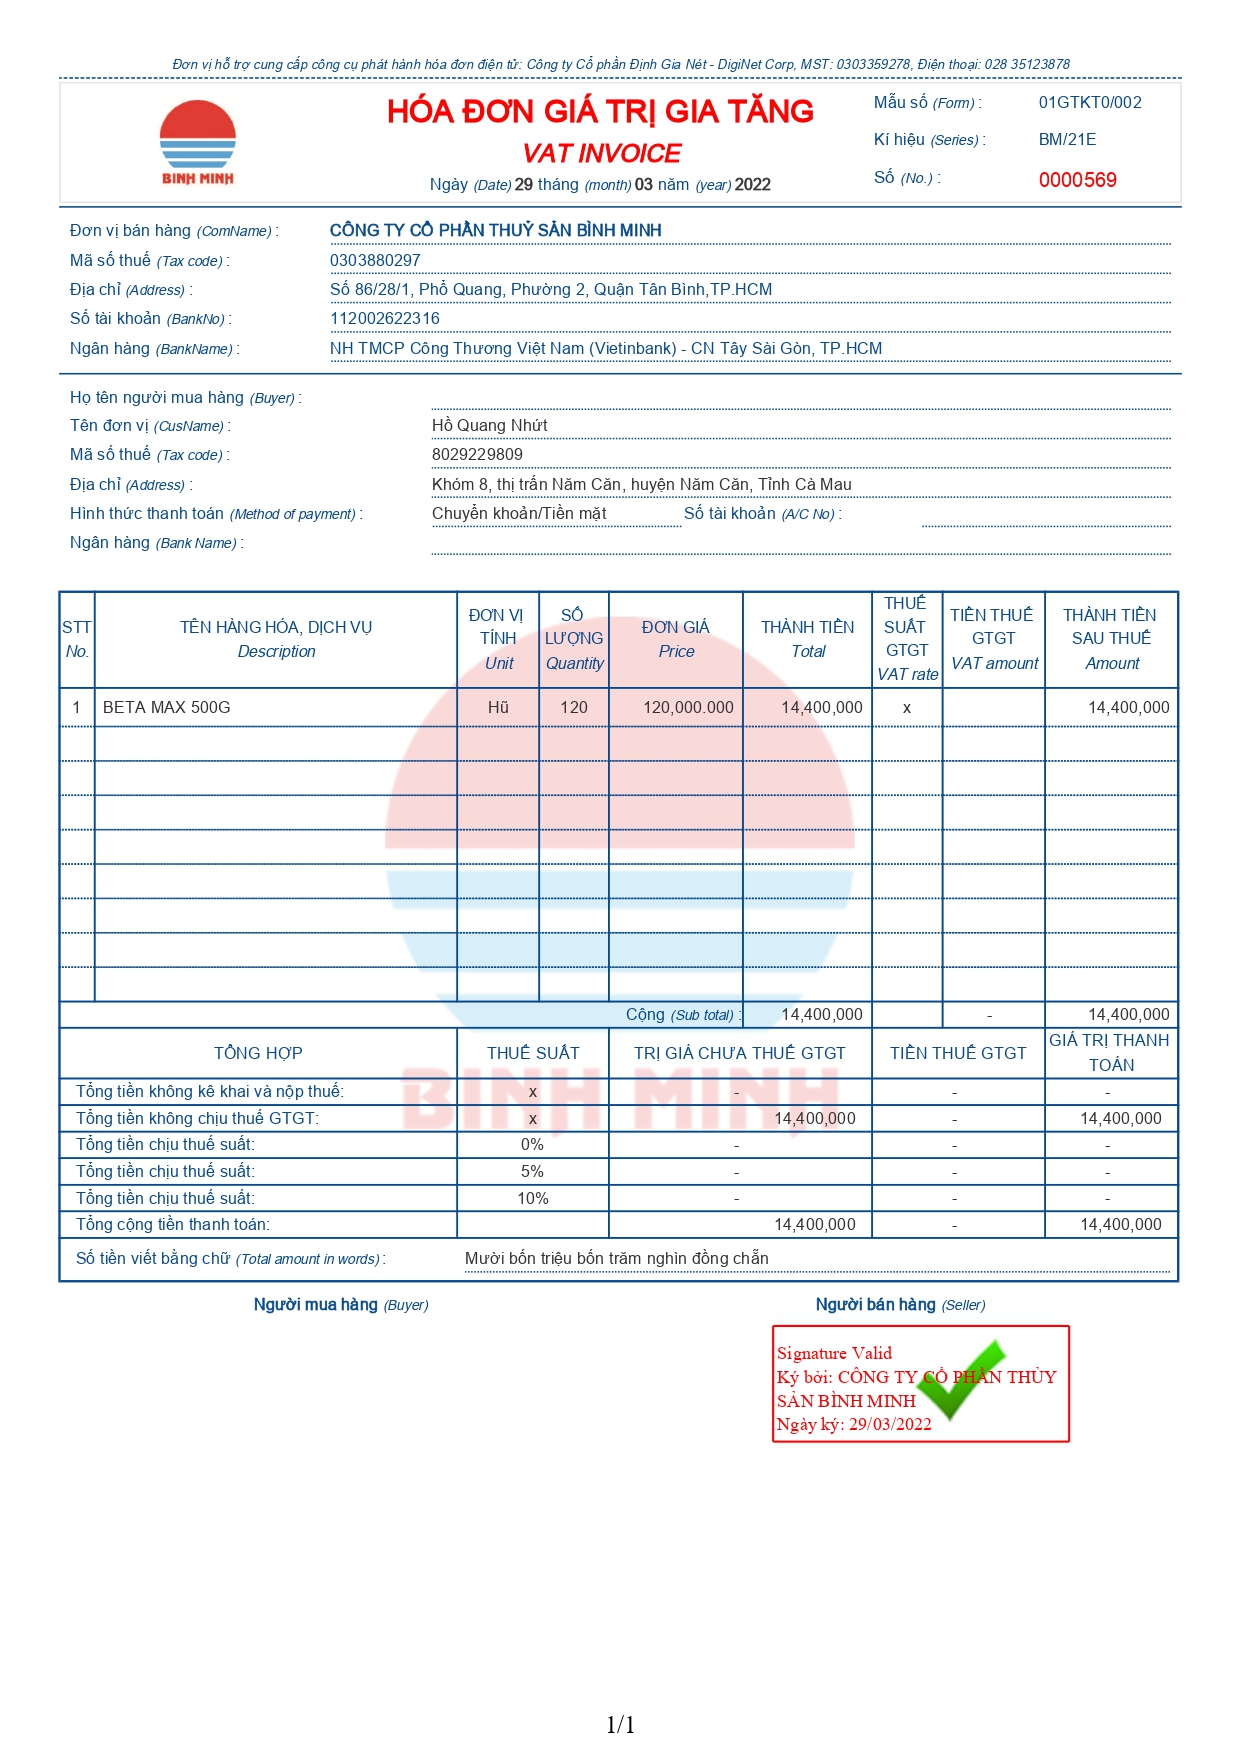 Đơn vị hỗ trợ cung cấp công cụ phát hành hóa đơn điện tử: Công ty Cổ phần Định Gia Nét - DigiNet Corp, MST: 0303359278, Điện thoại: 028 35123878
BINH MINH
HÓA ĐƠN GIÁ TRỊ GIA TĂNG
VAT INVOICE
Ngày (Date) 29 tháng (month) 03 năm (year) 2022
Mẫu số (Form) : 01GTKT0/002
Kí hiệu (Series) : BM/21E
Số (No.) : 0000569
Đơn vị bán hàng (ComName) : CÔNG TY CỔ PHẦN THUỶ SẢN BÌNH MINH
Mã số thuế (Tax code) : 0303880297
Địa chỉ (Address) : Số 86/28/1, Phổ Quang, Phường 2, Quận Tân Bình,TP.HCM
Số tài khoản (BankNo) : 112002622316
Ngân hàng (BankName) : NH TMCP Công Thương Việt Nam (Vietinbank) - CN Tây Sài Gòn, TP.HCM
Họ tên người mua hàng (Buyer) :
Tên đơn vị (CusName) : Hồ Quang Nhứt
Mã số thuế (Tax code) : 8029229809
Địa chỉ (Address) : Khóm 8, thị trấn Năm Căn, huyện Năm Căn, Tỉnh Cà Mau
Hình thức thanh toán (Method of payment) : Chuyển khoản/Tiền mặt Số tài khoản (A/C No) :
Ngân hàng (Bank Name) :
STT No. TÊN HÀNG HÓA, DỊCH VỤ Description ĐƠN VỊ TÍNH Unit SỐ LƯỢNG Quantity ĐƠN GIÁ Price THÀNH TIỀN Total THUẾ SUẤT GTGT VAT rate TIỀN THUẾ GTGT VAT amount THÀNH TIỀN SAU THUẾ Amount
1 BETA MAX 500G Hũ 120 120,000.000 14,400,000 x 14,400,000
Cộng (Sub total) : 14,400,000 - 14,400,000
TỔNG HỢP THUẾ SUẤT TRỊ GIÁ CHƯA THUẾ GTGT TIỀN THUẾ GTGT GIÁ TRỊ THANH TOÁN
Tổng tiền không kê khai và nộp thuế: x - - -
Tổng tiền không chịu thuế GTGT: x 14,400,000 - 14,400,000
Tổng tiền chịu thuế suất: 0% - - -
Tổng tiền chịu thuế suất: 5% - - -
Tổng tiền chịu thuế suất: 10% - - -
Tổng cộng tiền thanh toán: 14,400,000 - 14,400,000
BINH MINH
Số tiền viết bằng chữ (Total amount in words) : Mười bốn triệu bốn trăm nghìn đồng chẵn
Người mua hàng (Buyer) Người bán hàng (Seller)
Signature Valid
Ký bởi: CÔNG TY CỔ PHẦN THỦY
SẢN BÌNH MINH
Ngày ký: 29/03/2022
1/1